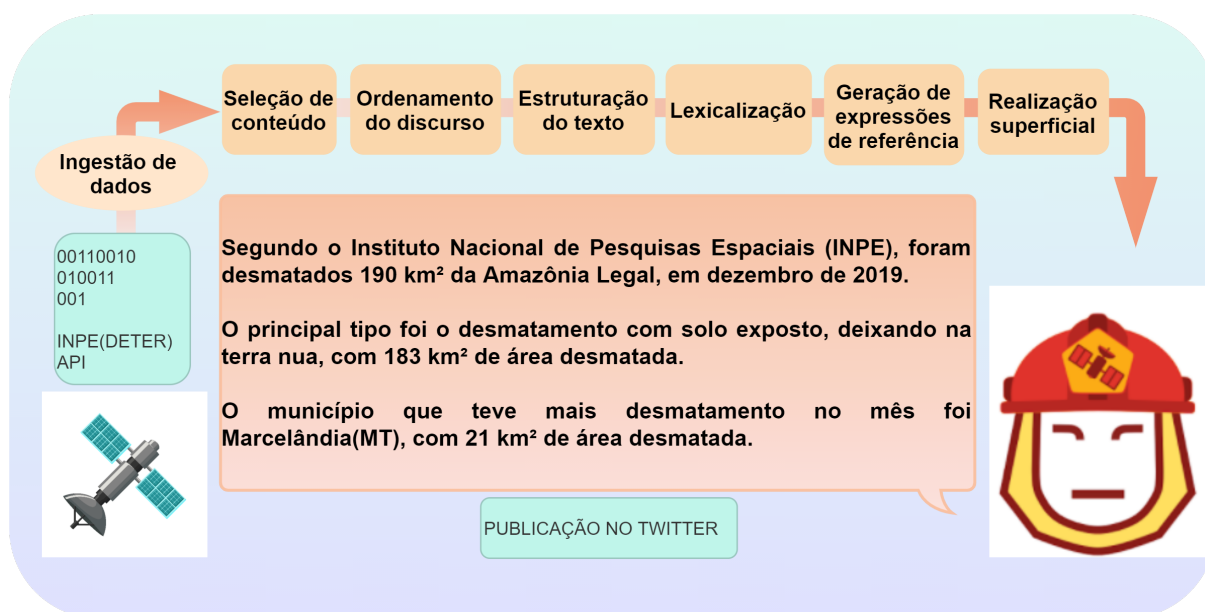 Seleção de
conteúdo
Ordenamento
do discurso
Estruturação
do texto
Lexicalização
Geração de
expressões
de referência
Realização
superficial
Ingestão de
dados
00110010
010011
001
INPE(DETER)
API
Segundo o Instituto Nacional de Pesquisas Espaciais (INPE), foram
desmatados 190 km² da Amazônia Legal, em dezembro de 2019.
O principal tipo foi o desmatamento com solo exposto, deixando na
terra nua, com 183 km² de área desmatada.
O município que teve mais desmatamento no mês foi
Marcelândia(MT), com 21 km² de área desmatada.
PUBLICAÇÃO NO TWITTER